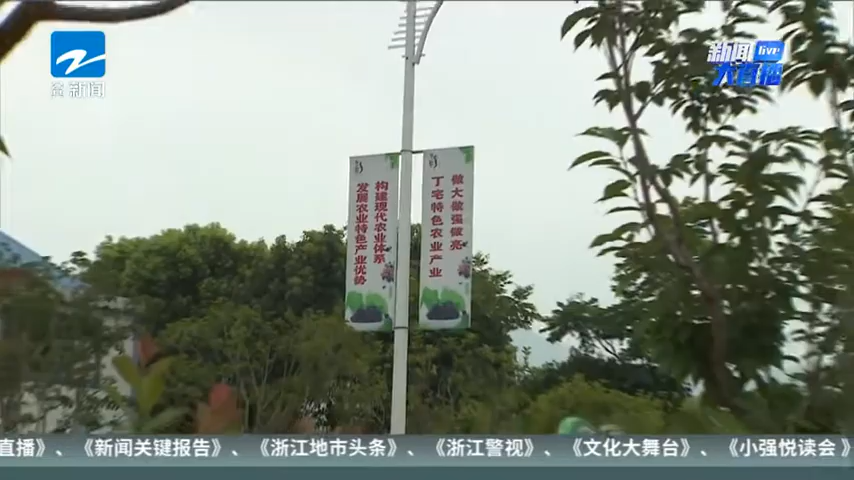 新闻
新闻 live
大直播
构建现代农业体系
发展农业特色产业优势
做大做强做亮
丁宅特色农业产业
直播》、《新闻关键报告》、《浙江地市头条》、《浙江警视》、《文化大舞台》、《小强悦读会》